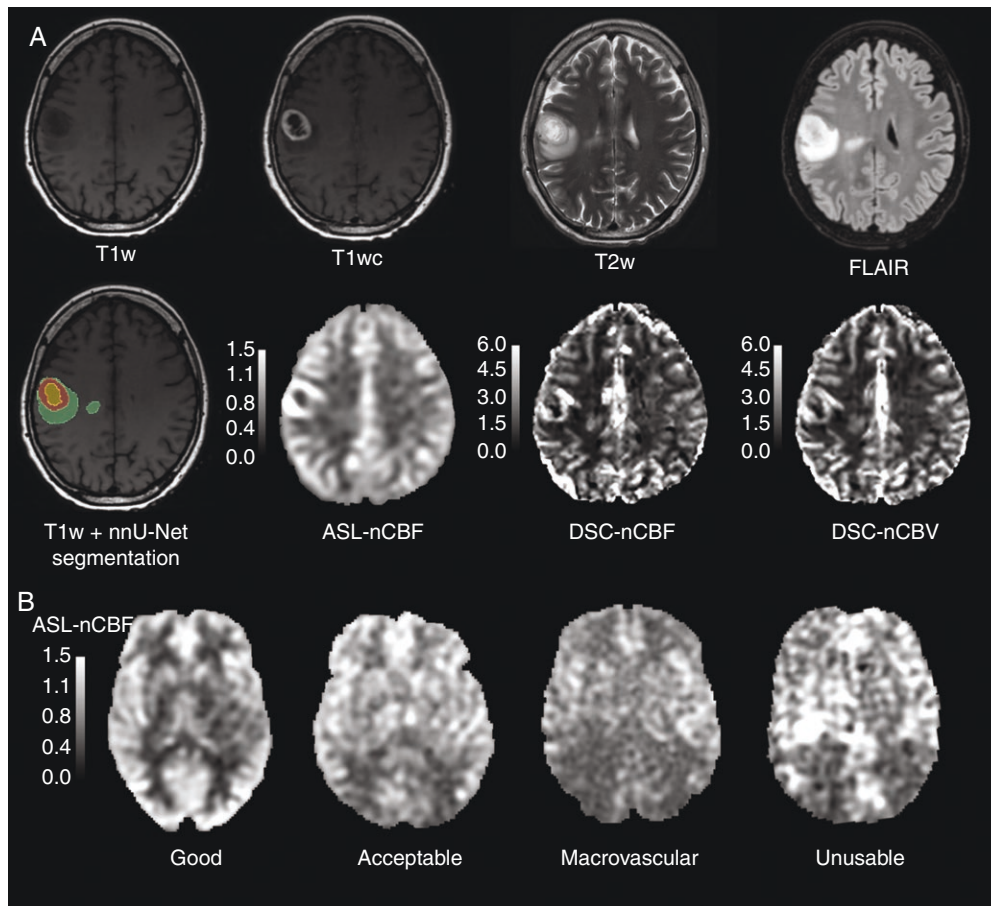 A
T1w
T1wc
T2w
FLAIR
1.5
1.1
0.8
0.4
0.0
6.0
4.5
3.0
1.5
0.0
6.0
4.5
3.0
1.5
0.0
T1w + nnU-Net
segmentation
ASL-nCBF
DSC-nCBF
DSC-nCBV
B
ASL-nCBF
1.5
1.1
0.8
0.4
0.0
Good
Acceptable
Macrovascular
Unusable